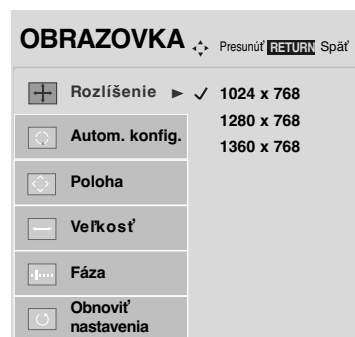 OBRAZOVKA Presunúť RETURN Späť
Rozlíšenie ► ✓ 1024 x 768
1280 x 768
1360 x 768
Autom. konfig.
Poloha
Veľkosť
Fáza
Obnoviť
nastavenia